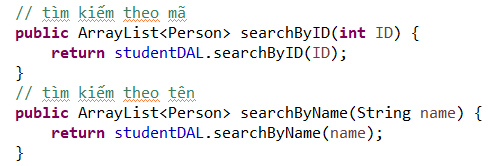 // tìm kiếm theo mã
public ArrayList<Person> searchByID(int ID) {
    return studentDAL.searchByID(ID);
}
// tìm kiếm theo tên
public ArrayList<Person> searchByName(String name) {
    return studentDAL.searchByName(name);
}